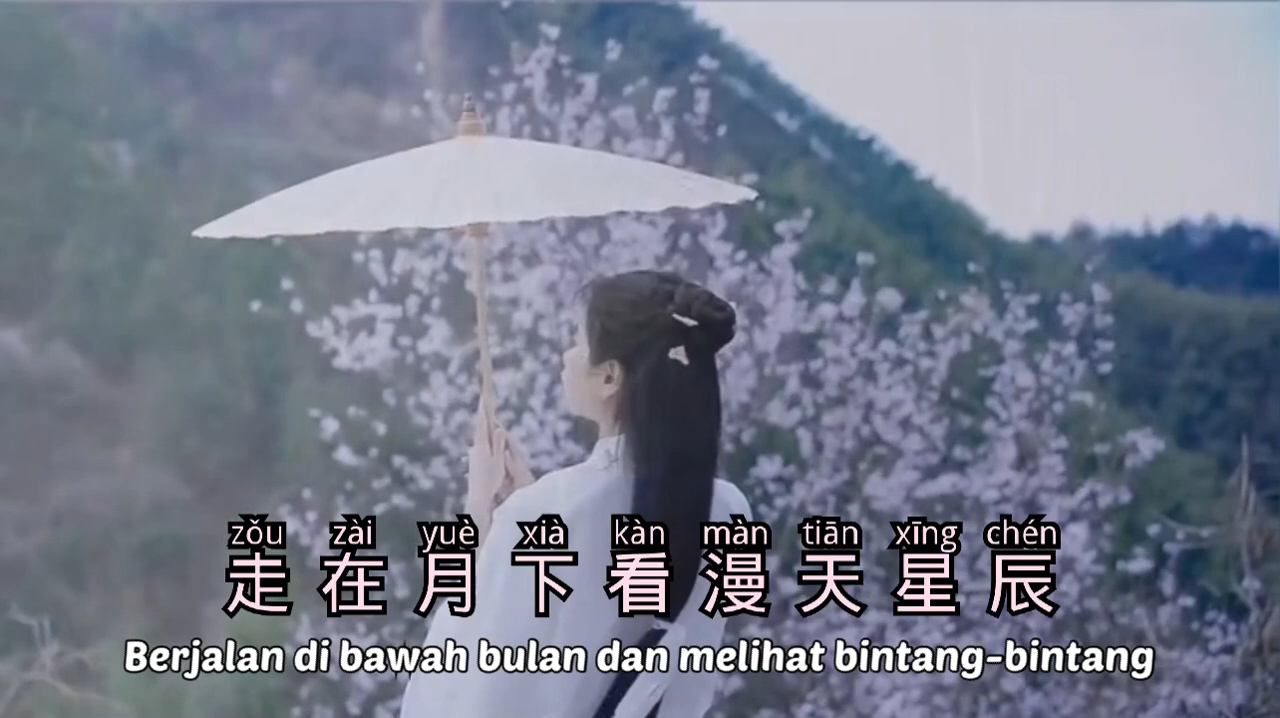 zǒu zài yuè xià kàn màn tiān xīng chén
走在月下看漫天星辰
Berjalan di bawah bulan dan melihat bintang-bintang